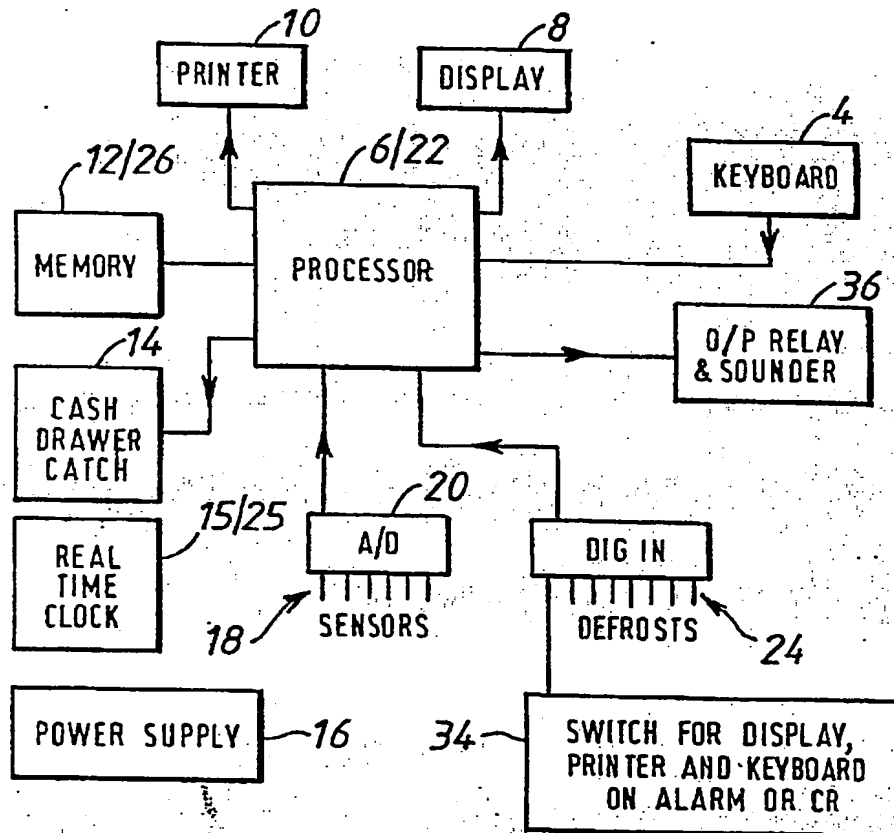 10
8
PRINTER
DISPLAY
4
12/26
6/22
KEYBOARD
MEMORY
PROCESSOR
36
14
O/P RELAY
& SOUNDER
CASH
DRAWER
CATCH
15/25
20
A/D
DIG IN
REAL
TIME
CLOCK
18
SENSORS
DEFROSTS
24
POWER SUPPLY
16
34
SWITCH FOR DISPLAY,
PRINTER AND KEYBOARD
ON ALARM OR CR